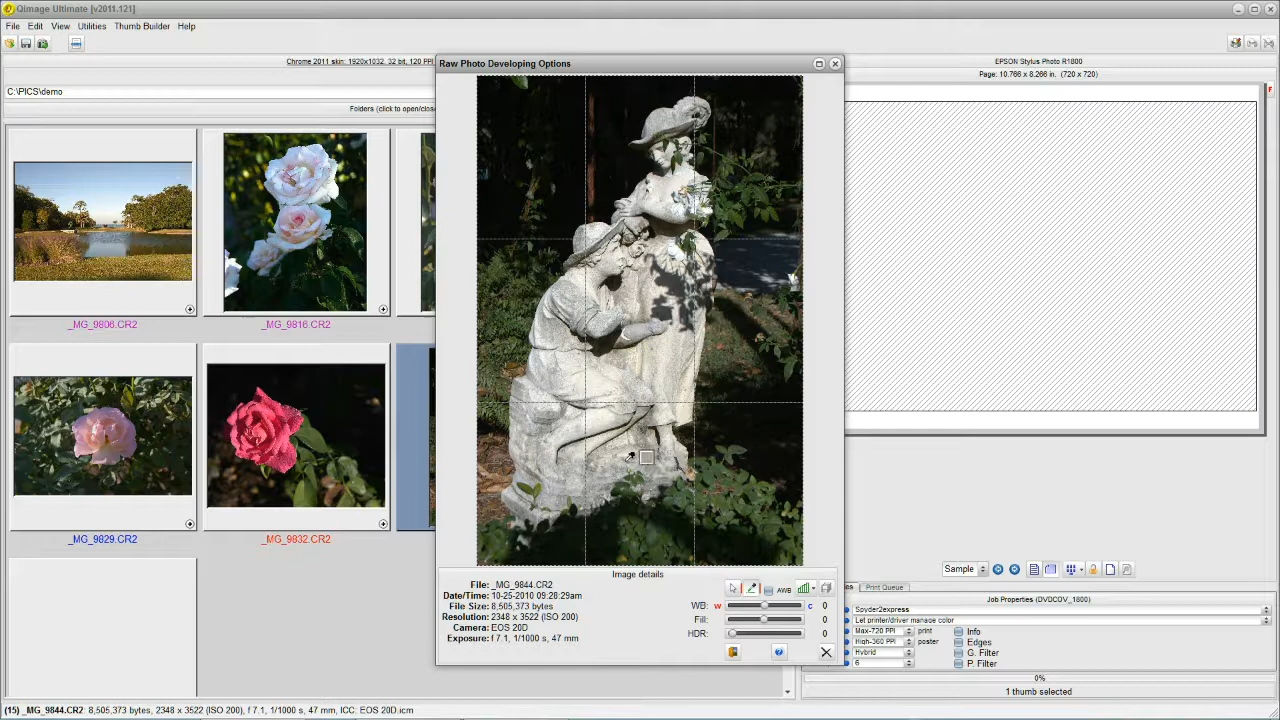 Qimage Ultimate [v2011.121]
File Edit View Utilities Thumb Builder Help
Chrome 2011 skin: 1920x1032, 32 bit, 120 PPI
EPSON Stylus Photo R1800
Page: 10.766 x 8.266 in. (720 x 720)
C:\PICS\demo
Folders (click to open/close
F
_MG_9806.CR2
_MG_9816.CR2
_MG_9829.CR2
_MG_9832.CR2
Raw Photo Developing Options
Image details
File: _MG_9844.CR2
Date/Time: 10-25-2010 09:28:29am
File Size: 8,505,373 bytes
Resolution: 2348 x 3522 (ISO 200)
Camera: EOS 20D
Exposure: f 7.1, 1/1000 s, 47 mm
AWB
WB: w c 0
Fill: 0
HDR: 0
Sample
Print Queue
Job Properties (DVDCOV_1800)
Spyder2express
Let printer/driver manage color
Max-720 PPI print Info
High-360 PPI poster Edges
Hybrid G. Filter
6 P. Filter
0%
1 thumb selected
(15) _MG_9844.CR2: 8,505,373 bytes, 2348 x 3522 (ISO 200), f 7.1, 1/1000 s, 47 mm, ICC: EOS 20D.icm